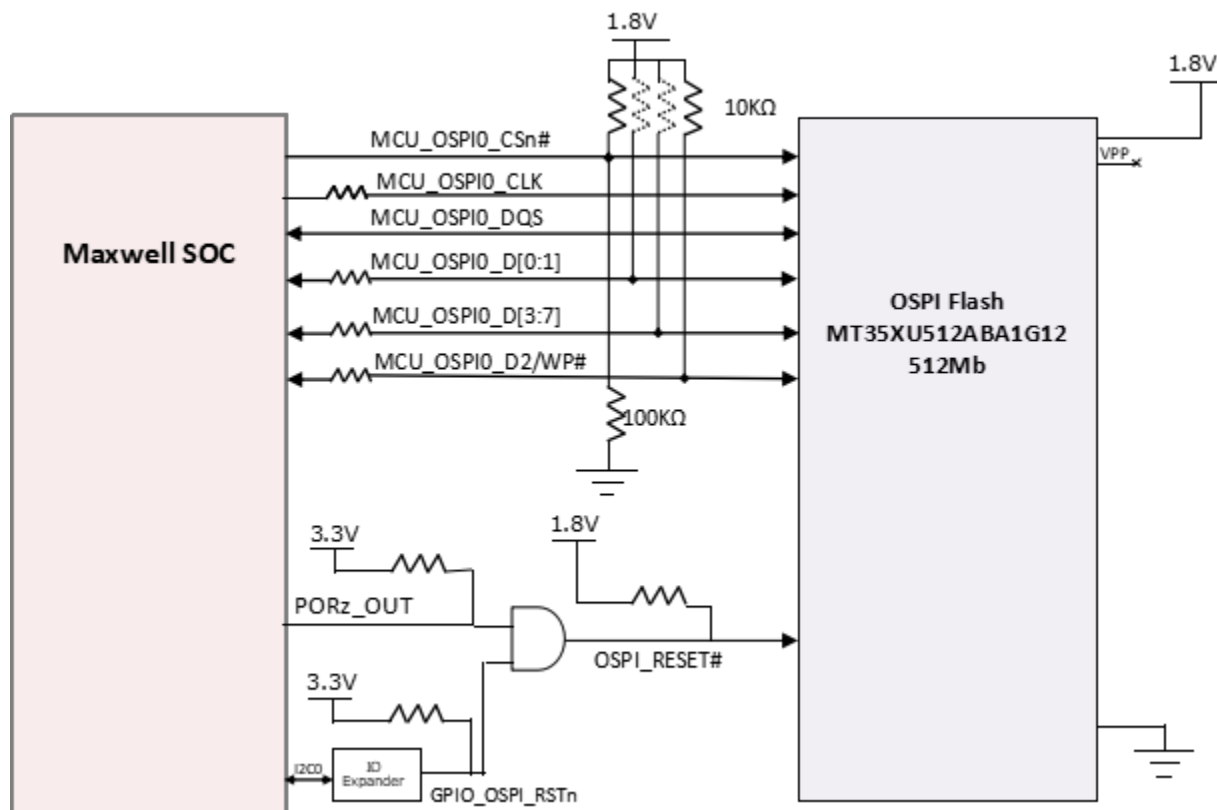 1.8V
1.8V
10KΩ
MCU_OSPI0_CSn#
VPP
MCU_OSPI0_CLK
MCU_OSPI0_DQS
Maxwell SOC
MCU_OSPI0_D[0:1]
OSPI Flash
MT35XU512ABA1G12
512Mb
MCU_OSPI0_D[3:7]
MCU_OSPI0_D2/WP#
100KΩ
3.3V
1.8V
PORz_OUT
OSPI_RESET#
3.3V
I2C0
IO
Expander
GPIO_OSPI_RSTn